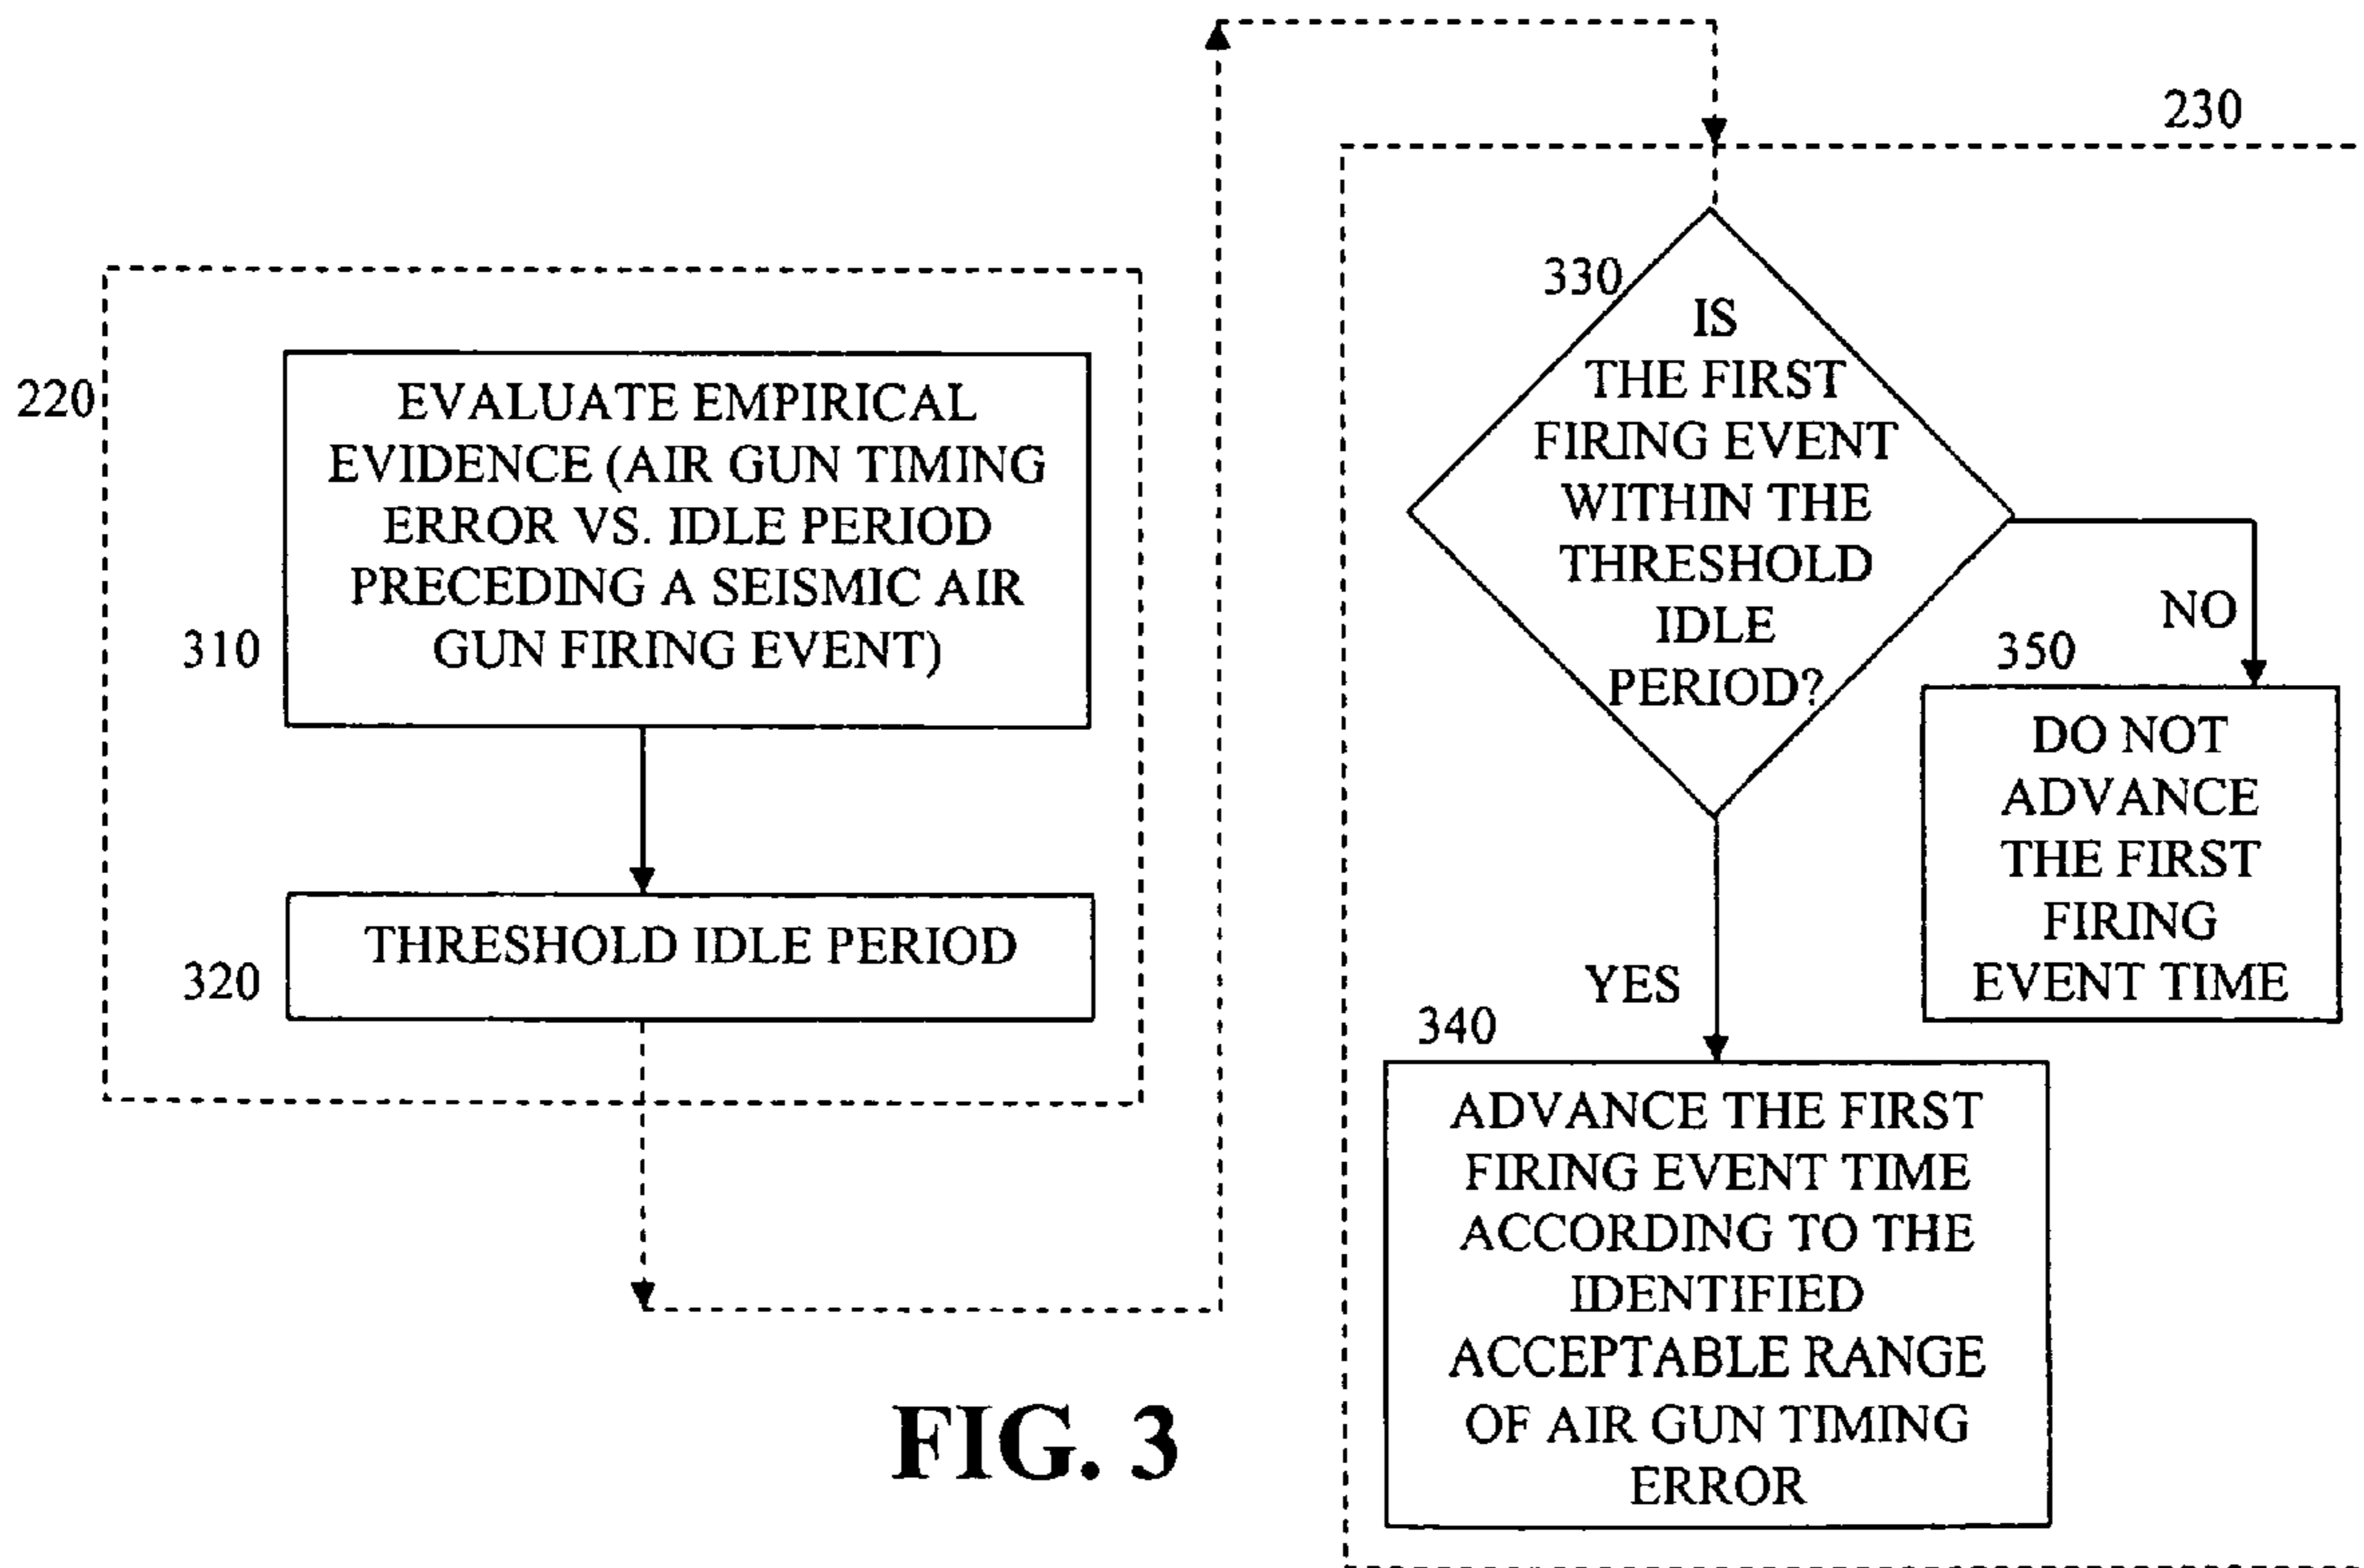 220
EVALUATE EMPIRICAL
EVIDENCE (AIR GUN TIMING
ERROR VS. IDLE PERIOD
PRECEDING A SEISMIC AIR
GUN FIRING EVENT)
310
THRESHOLD IDLE PERIOD
320
230
330
IS
THE FIRST
FIRING EVENT
WITHIN THE
THRESHOLD
IDLE
PERIOD?
NO
350
DO NOT
ADVANCE
THE FIRST
FIRING
EVENT TIME
YES
340
ADVANCE THE FIRST
FIRING EVENT TIME
ACCORDING TO THE
IDENTIFIED
ACCEPTABLE RANGE
OF AIR GUN TIMING
ERROR
FIG. 3